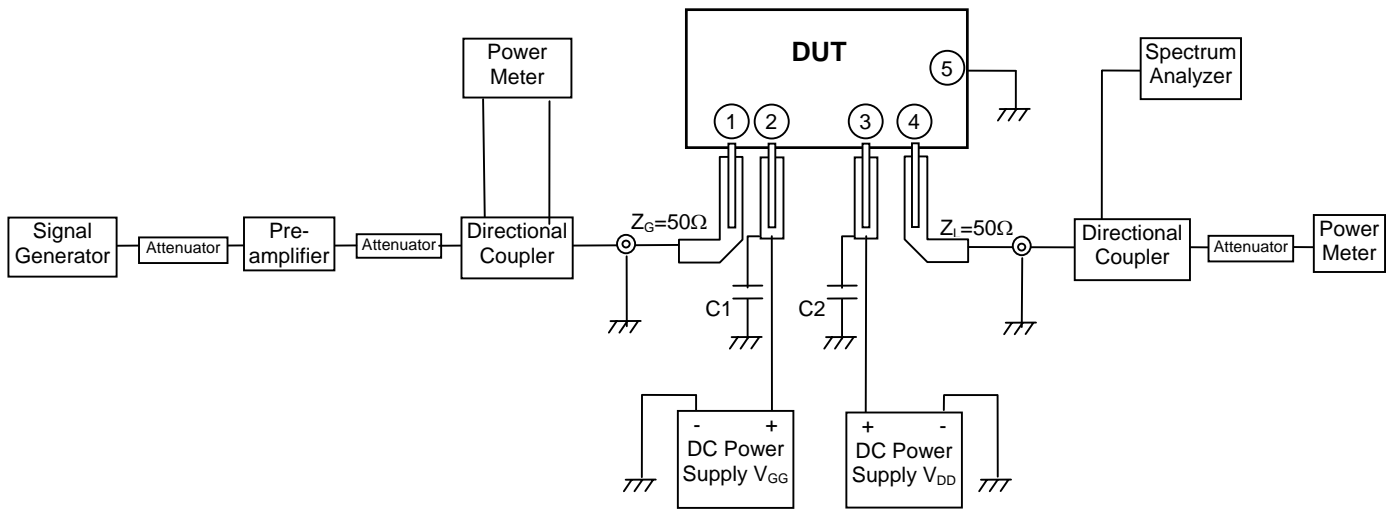 Power
Meter
DUT
5
Spectrum
Analyzer
1
2
3
4
Signal
Generator
Attenuator
Pre-
amplifier
Attenuator
Directional
Coupler
ZG=50Ω
ZL=50Ω
Directional
Coupler
Attenuator
Power
Meter
C1
C2
- +
DC Power
Supply VGG
+ -
DC Power
Supply VDD